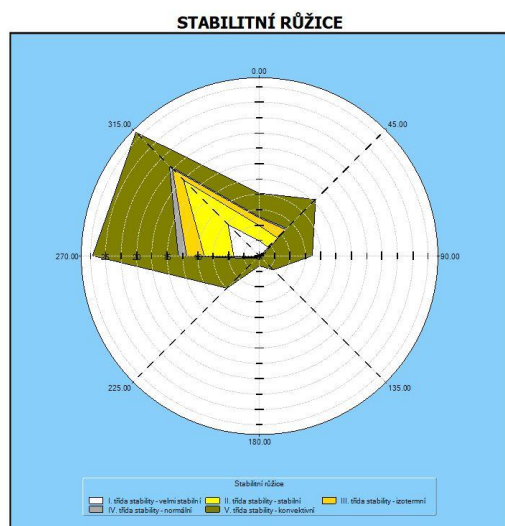 STABILITNÍ RŮŽICE
0.00
315.00 45.00
270.00 90.00
225.00 135.00
180.00
Stabilitní růžice
I. třída stability - velmi stabilní II. třída stability - stabilní III. třída stability - izotermní
IV. třída stability - normální V. třída stability - konvektivní